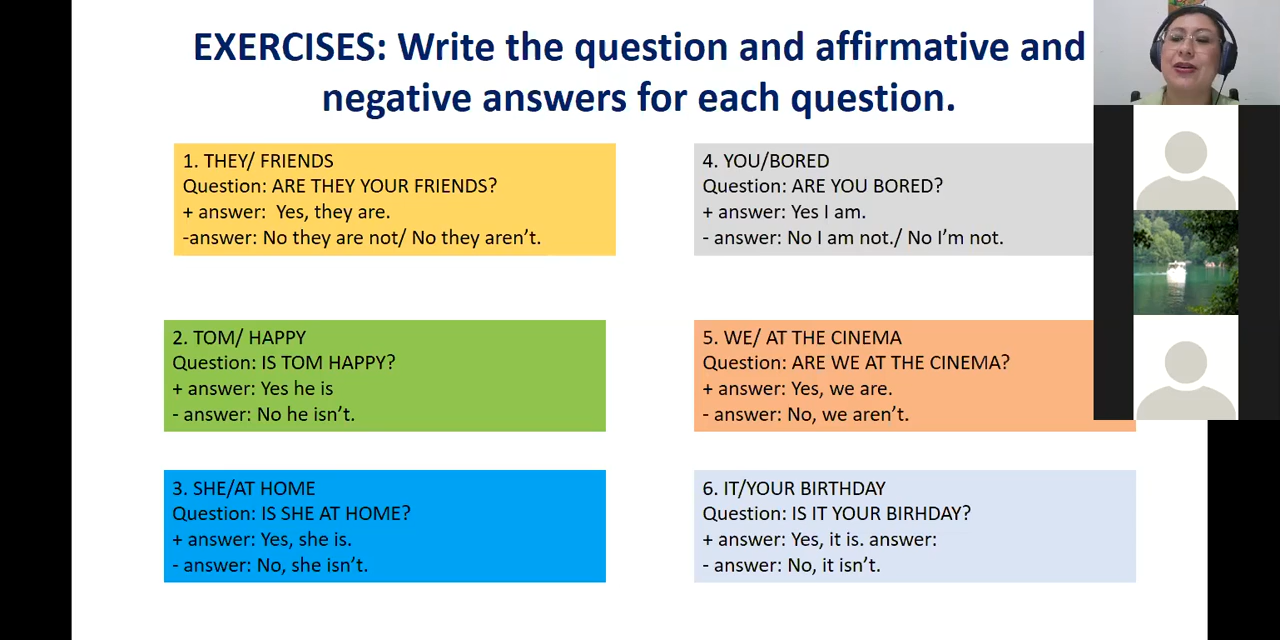 EXERCISES: Write the question and affirmative and
negative answers for each question.
1. THEY/ FRIENDS
Question: ARE THEY YOUR FRIENDS?
+ answer:  Yes, they are.
-answer: No they are not/ No they aren't.
2. TOM/ HAPPY
Question: IS TOM HAPPY?
+ answer: Yes he is
- answer: No he isn't.
3. SHE/AT HOME
Question: IS SHE AT HOME?
+ answer: Yes, she is.
- answer: No, she isn't.
4. YOU/BORED
Question: ARE YOU BORED?
+ answer: Yes I am.
- answer: No I am not./ No I'm not.
5. WE/ AT THE CINEMA
Question: ARE WE AT THE CINEMA?
+ answer: Yes, we are.
- answer: No, we aren't.
6. IT/YOUR BIRTHDAY
Question: IS IT YOUR BIRHDAY?
+ answer: Yes, it is. answer:
- answer: No, it isn't.